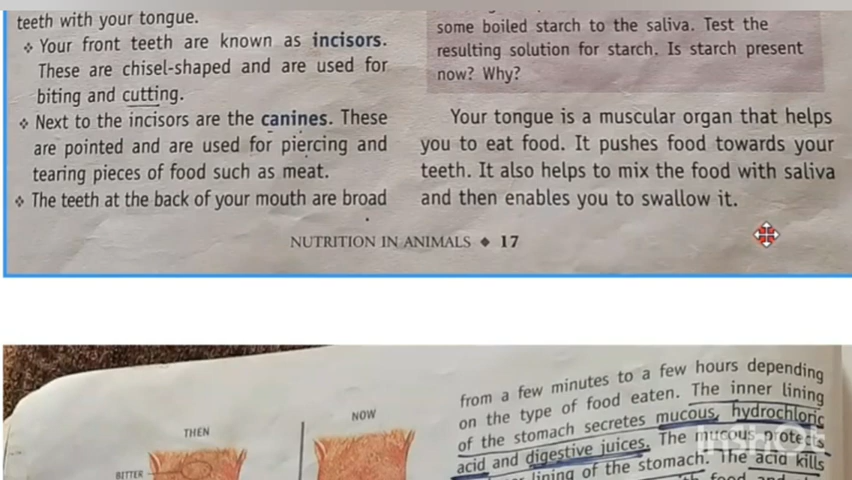 teeth with your tongue.
❖ Your front teeth are known as incisors.
These are chisel-shaped and are used for
biting and cutting.
❖ Next to the incisors are the canines. These
are pointed and are used for piercing and
tearing pieces of food such as meat.
❖ The teeth at the back of your mouth are broad
some boiled starch to the saliva. Test the
resulting solution for starch. Is starch present
now? Why?
Your tongue is a muscular organ that helps
you to eat food. It pushes food towards your
teeth. It also helps to mix the food with saliva
and then enables you to swallow it.
NUTRITION IN ANIMALS ◆ 17
THEN
NOW
BITTER
from a few minutes to a few hours depending
on the type of food eaten. The inner lining
of the stomach secretes mucous, hydrochloric
acid and digestive juices. The mucous protects
lining of the stomach. The acid kills
food and
InShOt